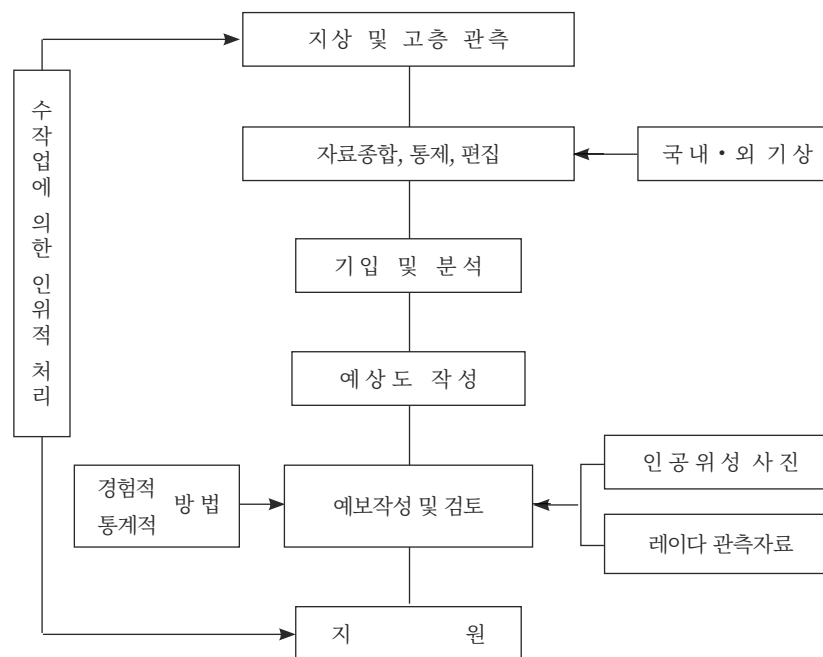 지상 및 고층 관측
수작업에 의한 인위적 처리
자료종합, 통제, 편집
국내·외 기상
기입 및 분석
예상도 작성
경험적
통계적
방법
예보작성 및 검토
인공위성 사진
레이다 관측자료
지 원